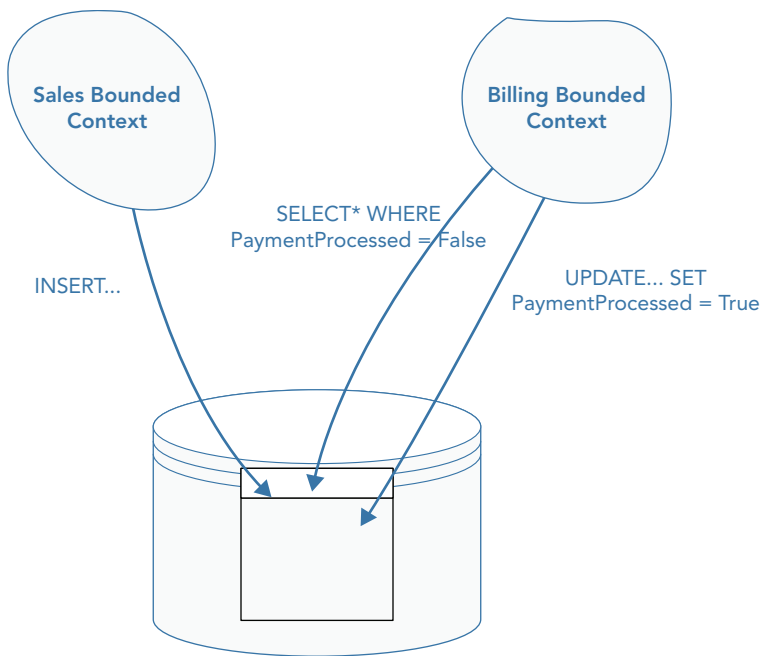 Sales Bounded
Context
Billing Bounded
Context
SELECT* WHERE
PaymentProcessed = False
INSERT...
UPDATE... SET
PaymentProcessed = True